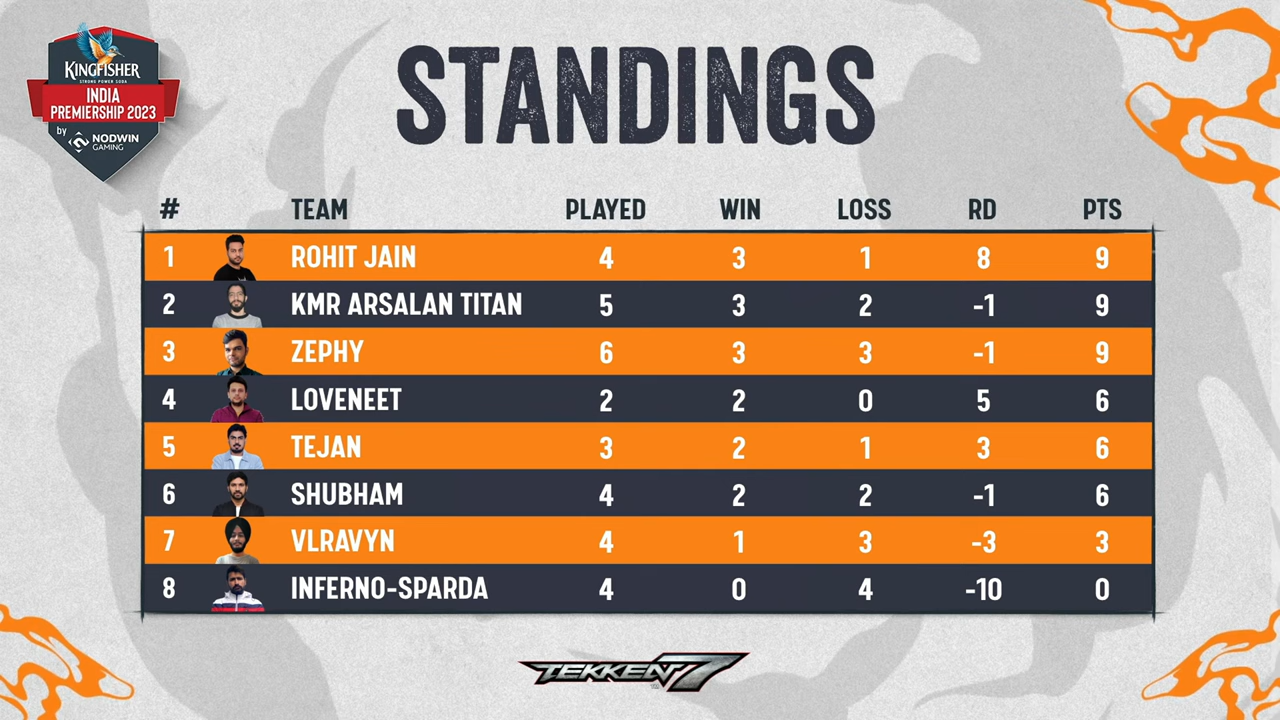 KINGFISHER
STRONG POWER SODA
INDIA
PREMIERSHIP 2023
by NODWIN
GAMING
STANDINGS
# TEAM PLAYED WIN LOSS RD PTS
1 ROHIT JAIN 4 3 1 8 9
2 KMR ARSALAN TITAN 5 3 2 -1 9
3 ZEPHY 6 3 3 -1 9
4 LOVENEET 2 2 0 5 6
5 TEJAN 3 2 1 3 6
6 SHUBHAM 4 2 2 -1 6
7 VLRAVYN 4 1 3 -3 3
8 INFERNO-SPARDA 4 0 4 -10 0
TEKKEN 7